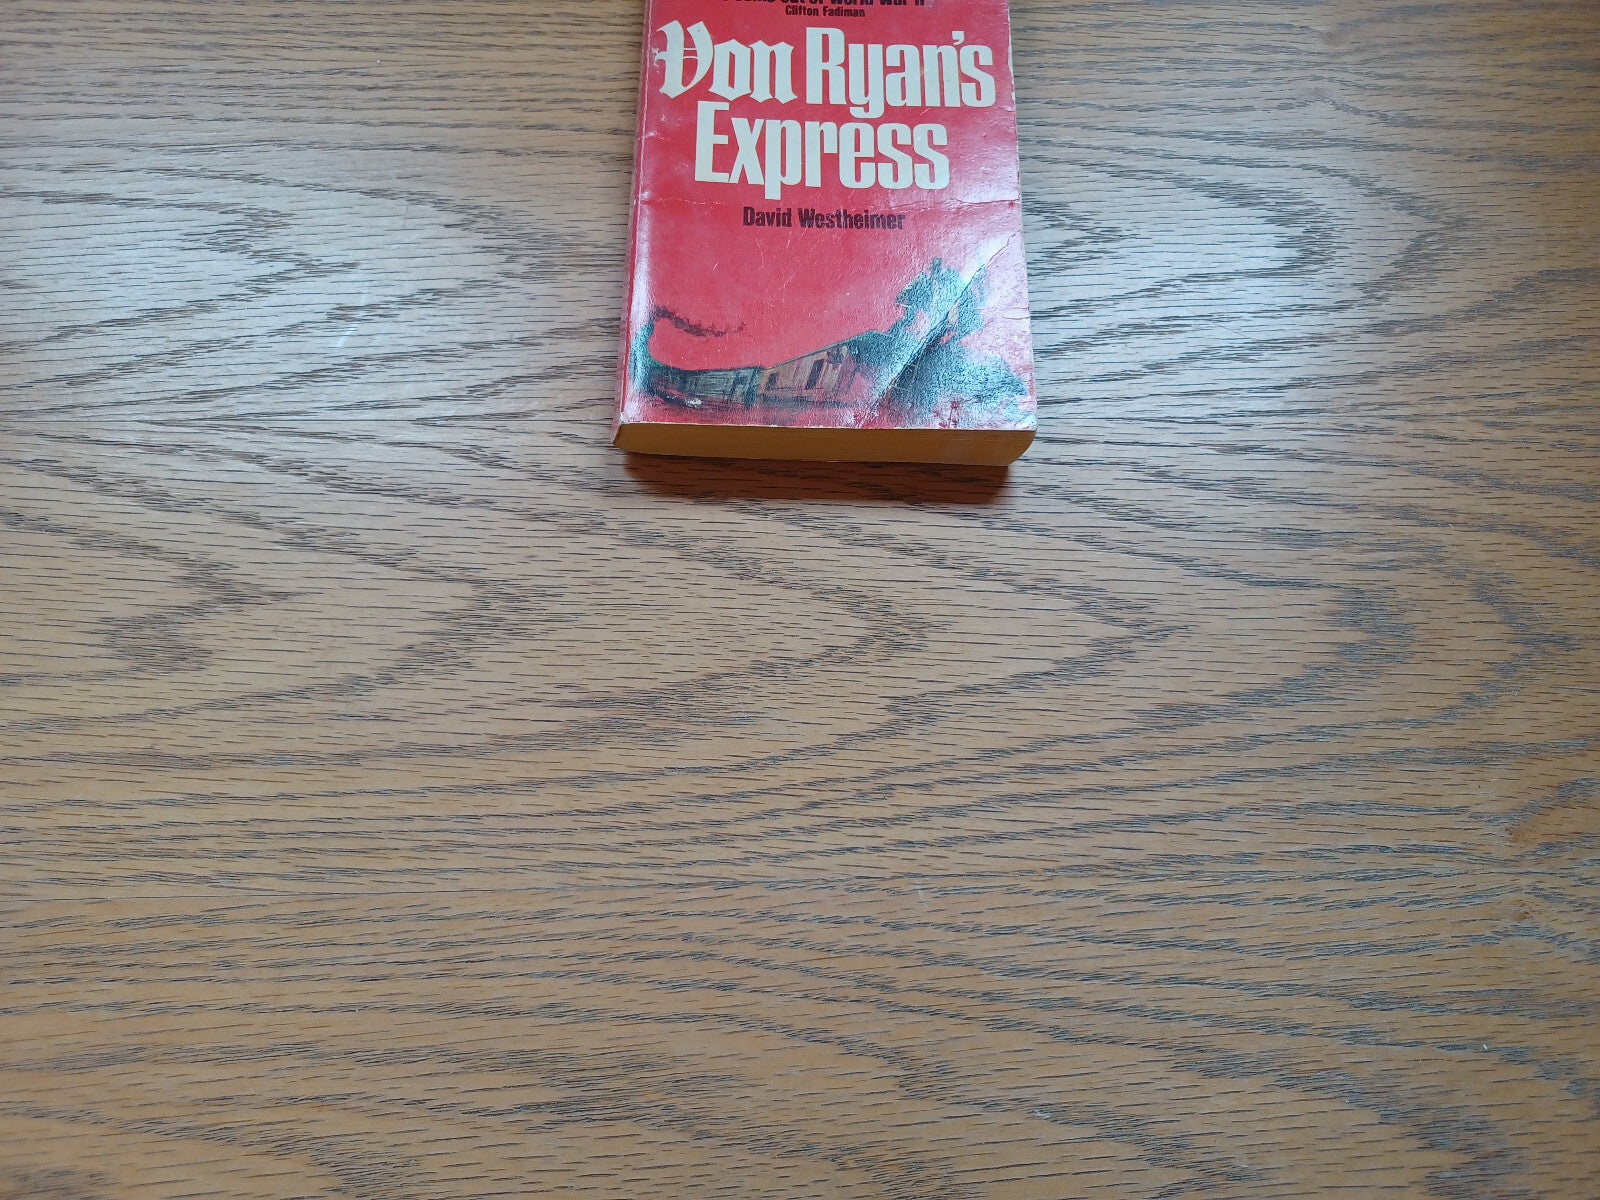 out of World War II
Clifton Fadiman
Von Ryan's
Express
David Westheimer